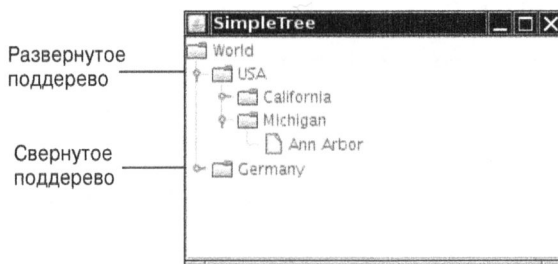 SimpleTree
World
Развернутое
поддерево
USA
California
Michigan
Ann Arbor
Свернутое
поддерево
Germany